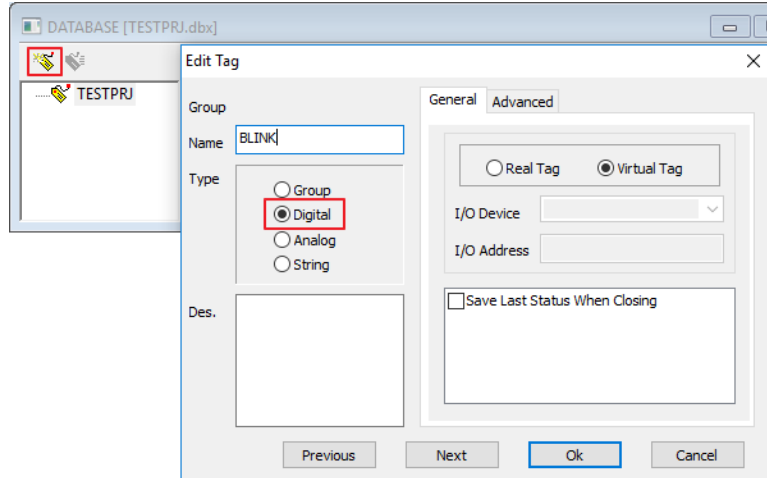 DATABASE [TESTPRJ.dbx]
TESTPRJ
Edit Tag
Group
Name BLINK
Type
Group
Digital
Analog
String
Des.
General Advanced
Real Tag Virtual Tag
I/O Device
I/O Address
Save Last Status When Closing
Previous Next Ok Cancel